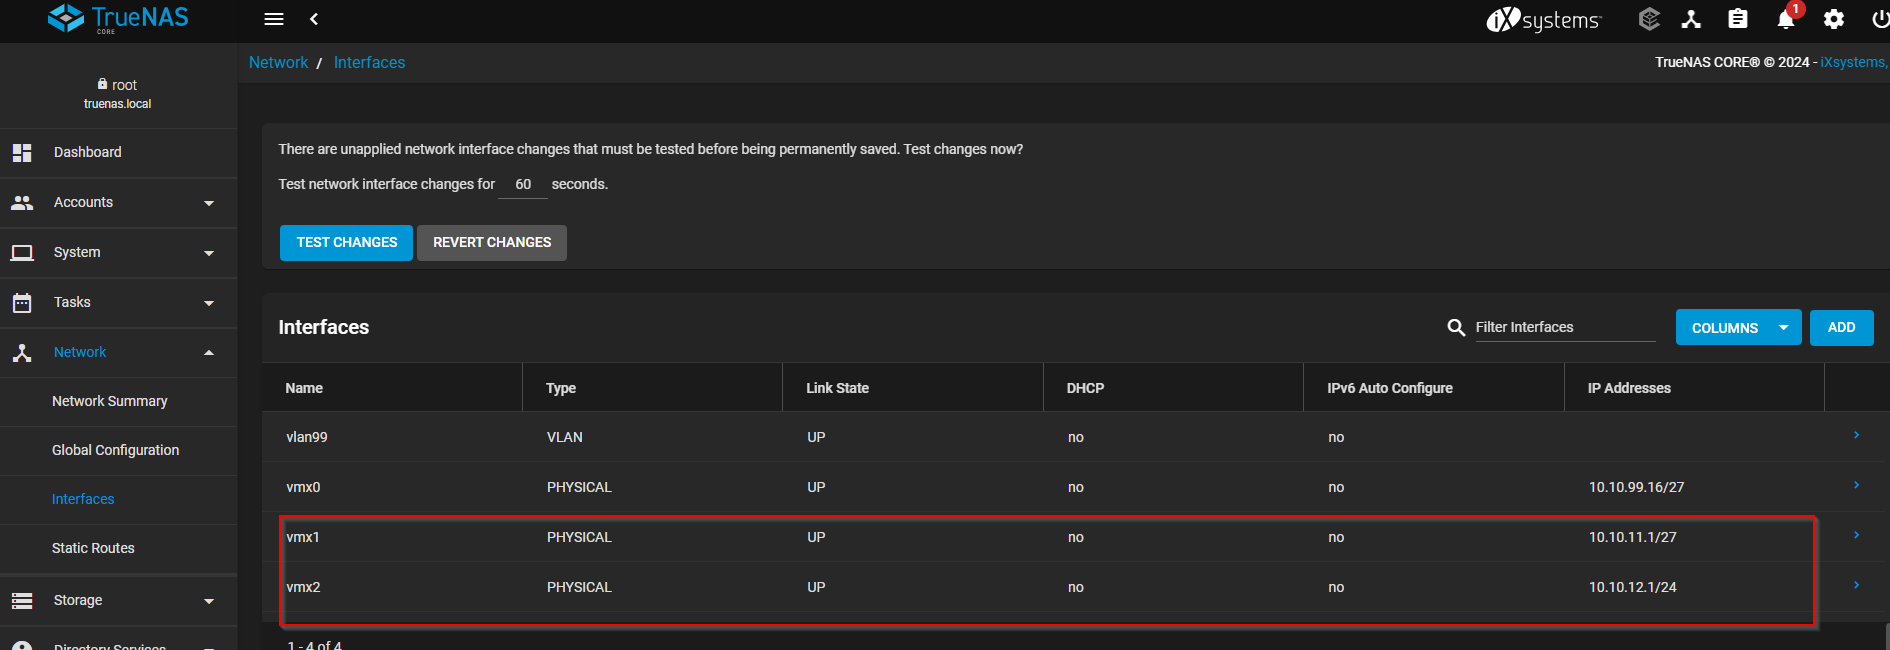 TrueNAS
CORE
iXsystems™
1
Network / Interfaces
TrueNAS CORE® © 2024 - iXsystems,
root
truenas.local
Dashboard
Accounts
System
Tasks
Network
Network Summary
Global Configuration
Interfaces
Static Routes
Storage
Directory Services
There are unapplied network interface changes that must be tested before being permanently saved. Test changes now?
Test network interface changes for 60 seconds.
TEST CHANGES REVERT CHANGES
Interfaces
Filter Interfaces
COLUMNS
ADD
Name Type Link State DHCP IPv6 Auto Configure IP Addresses
vlan99 VLAN UP no no
vmx0 PHYSICAL UP no no 10.10.99.16/27
vmx1 PHYSICAL UP no no 10.10.11.1/27
vmx2 PHYSICAL UP no no 10.10.12.1/24
1 - 4 of 4